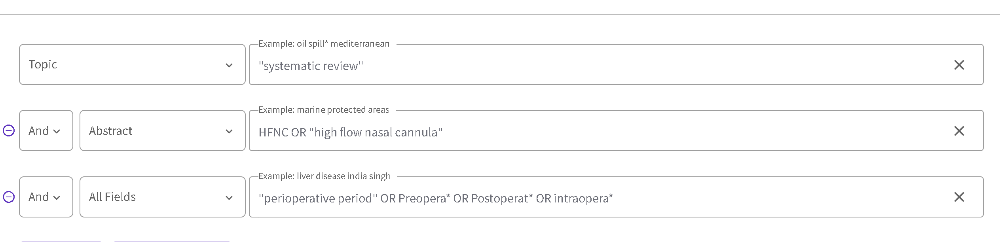 Example: oil spill* mediterranean
Topic
"systematic review"
Example: marine protected areas
And
Abstract
HFNC OR "high flow nasal cannula"
Example: liver disease india singh
And
All Fields
"perioperative period" OR Preopera* OR Postoperat* OR intraopera*